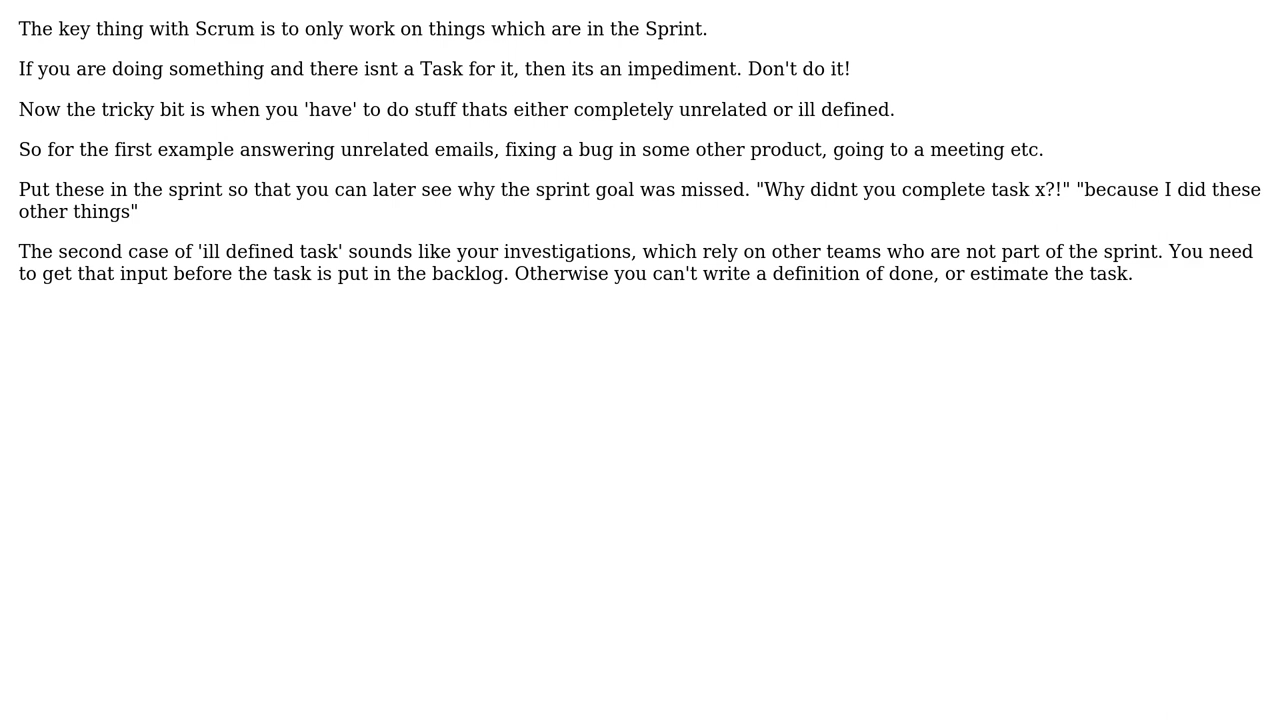 The key thing with Scrum is to only work on things which are in the Sprint.
If you are doing something and there isnt a Task for it, then its an impediment. Don't do it!
Now the tricky bit is when you 'have' to do stuff thats either completely unrelated or ill defined.
So for the first example answering unrelated emails, fixing a bug in some other product, going to a meeting etc.
Put these in the sprint so that you can later see why the sprint goal was missed. "Why didnt you complete task x?!" "because I did these
other things"
The second case of 'ill defined task' sounds like your investigations, which rely on other teams who are not part of the sprint. You need
to get that input before the task is put in the backlog. Otherwise you can't write a definition of done, or estimate the task.